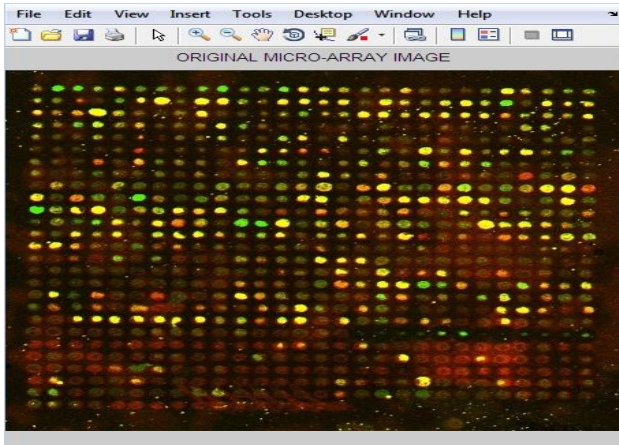 File Edit View Insert Tools Desktop Window Help
ORIGINAL MICRO-ARRAY IMAGE